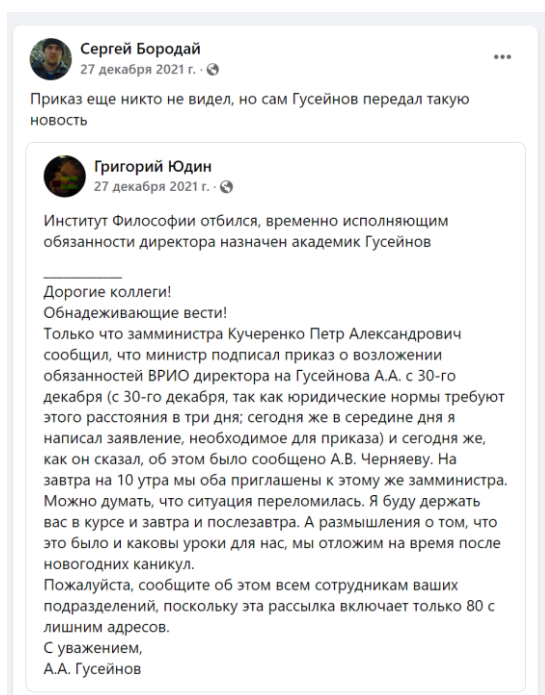 Сергей Бородай
27 декабря 2021 г. ·
Приказ еще никто не видел, но сам Гусейнов передал такую
новость
Григорий Юдин
27 декабря 2021 г. ·
Институт Философии отбился, временно исполняющим
обязанности директора назначен академик Гусейнов
____________
Дорогие коллеги!
Обнадеживающие вести!
Только что замминистра Кучеренко Петр Александрович
сообщил, что министр подписал приказ о возложении
обязанностей ВРИО директора на Гусейнова А.А. с 30-го
декабря (с 30-го декабря, так как юридические нормы требуют
этого расстояния в три дня; сегодня же в середине дня я
написал заявление, необходимое для приказа) и сегодня же,
как он сказал, об этом было сообщено А.В. Черняеву. На
завтра на 10 утра мы оба приглашены к этому же замминистра.
Можно думать, что ситуация переломилась. Я буду держать
вас в курсе и завтра и послезавтра. А размышления о том, что
это было и каковы уроки для нас, мы отложим на время после
новогодних каникул.
Пожалуйста, сообщите об этом всем сотрудникам ваших
подразделений, поскольку эта рассылка включает только 80 с
лишним адресов.
С уважением,
А.А. Гусейнов